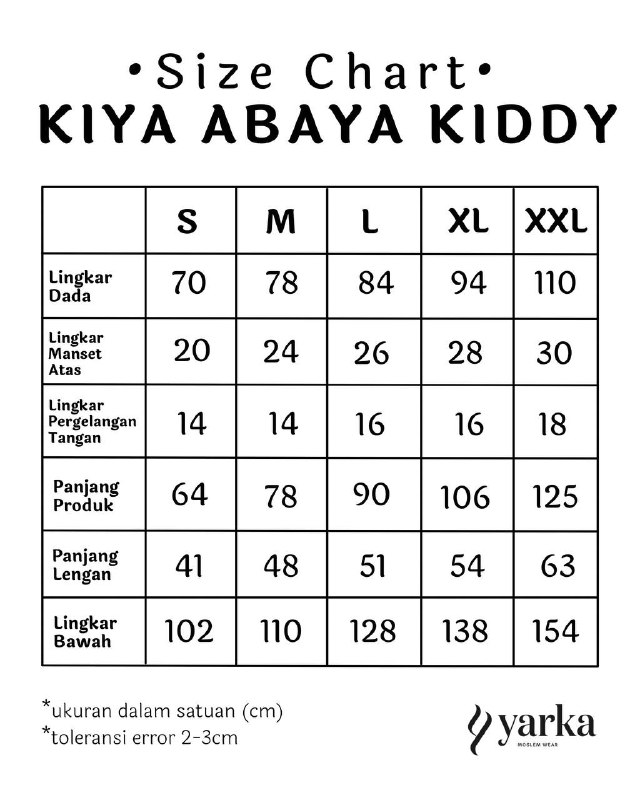 •Size Chart•
KIYA ABAYA KIDDY
S M L XL XXL
Lingkar
Dada
70 78 84 94 110
Lingkar
Manset
Atas
20 24 26 28 30
Lingkar
Pergelangan
Tangan
14 14 16 16 18
Panjang
Produk
64 78 90 106 125
Panjang
Lengan
41 48 51 54 63
Lingkar
Bawah
102 110 128 138 154
*ukuran dalam satuan (cm)
*toleransi error 2-3cm
yarka
MOSLEM WEAR